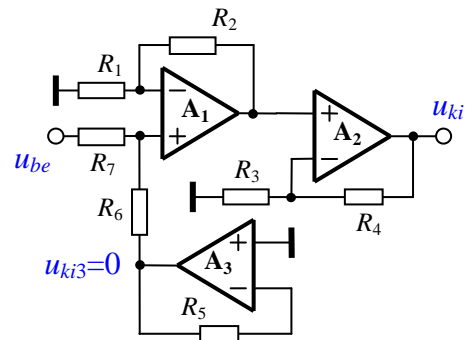 R2
R1
− A1 +
uki
+ A2 −
R7
ube
R3
R4
R6
A3 + −
uki3=0
R5